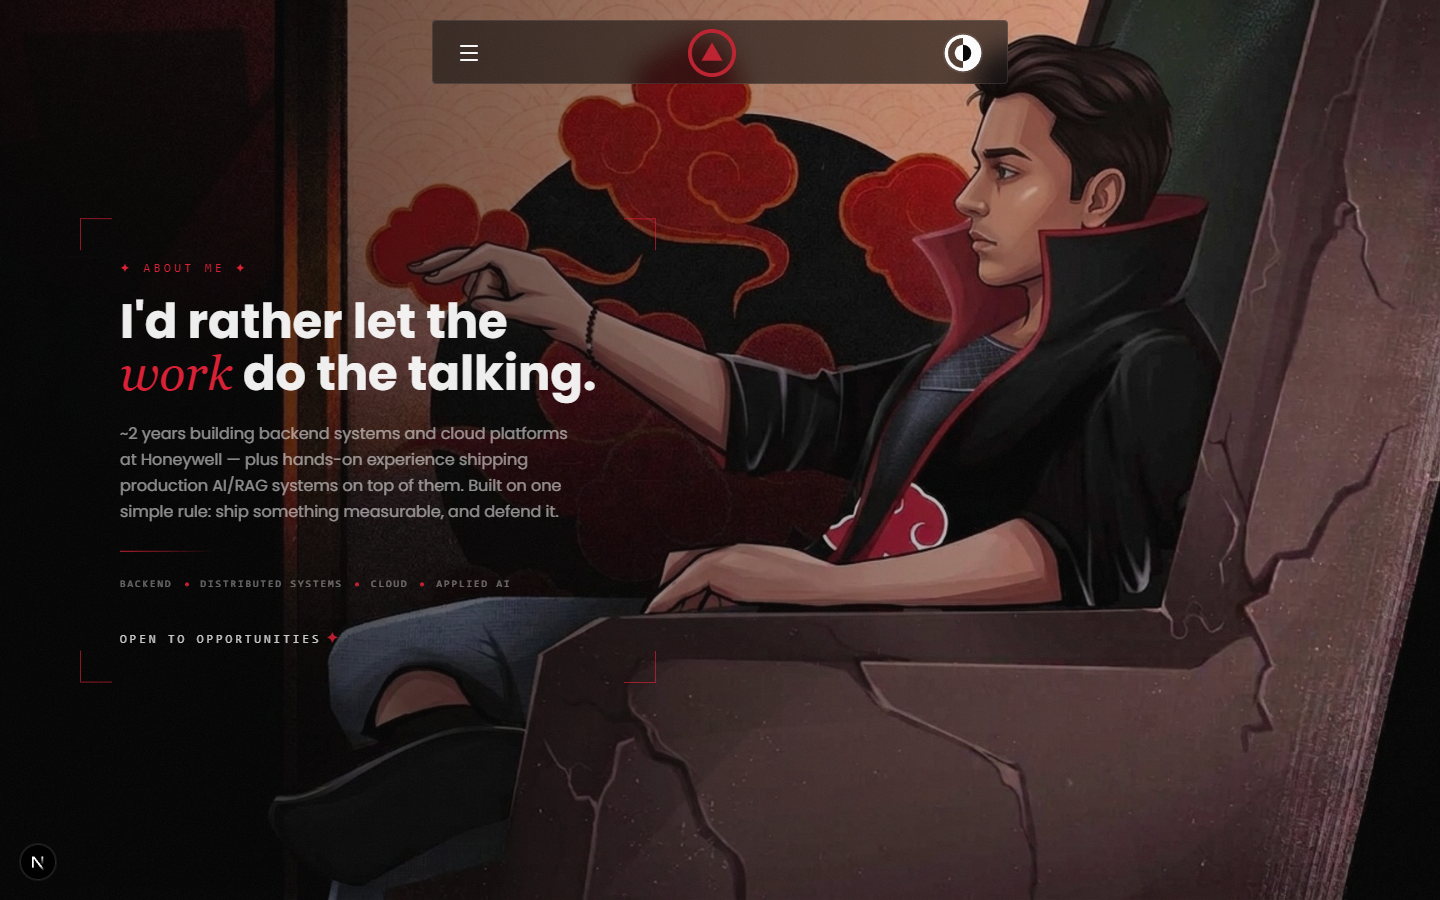 ✦ ABOUT ME ✦
I'd rather let the
work do the talking.
~2 years building backend systems and cloud platforms
at Honeywell — plus hands-on experience shipping
production AI/RAG systems on top of them. Built on one
simple rule: ship something measurable, and defend it.
BACKEND • DISTRIBUTED SYSTEMS • CLOUD • APPLIED AI
OPEN TO OPPORTUNITIES ✦
N